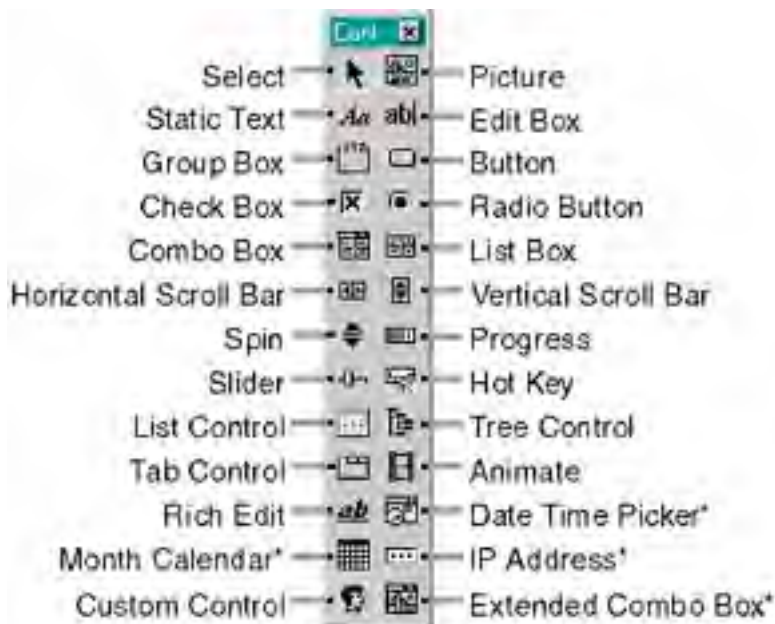 Select Picture
Static Text Aa ab| Edit Box
Group Box Button
Check Box Radio Button
Combo Box List Box
Horizontal Scroll Bar Vertical Scroll Bar
Spin Progress
Slider Hot Key
List Control Tree Control
Tab Control Animate
Rich Edit ab Date Time Picker*
Month Calendar* IP Address*
Custom Control Extended Combo Box*